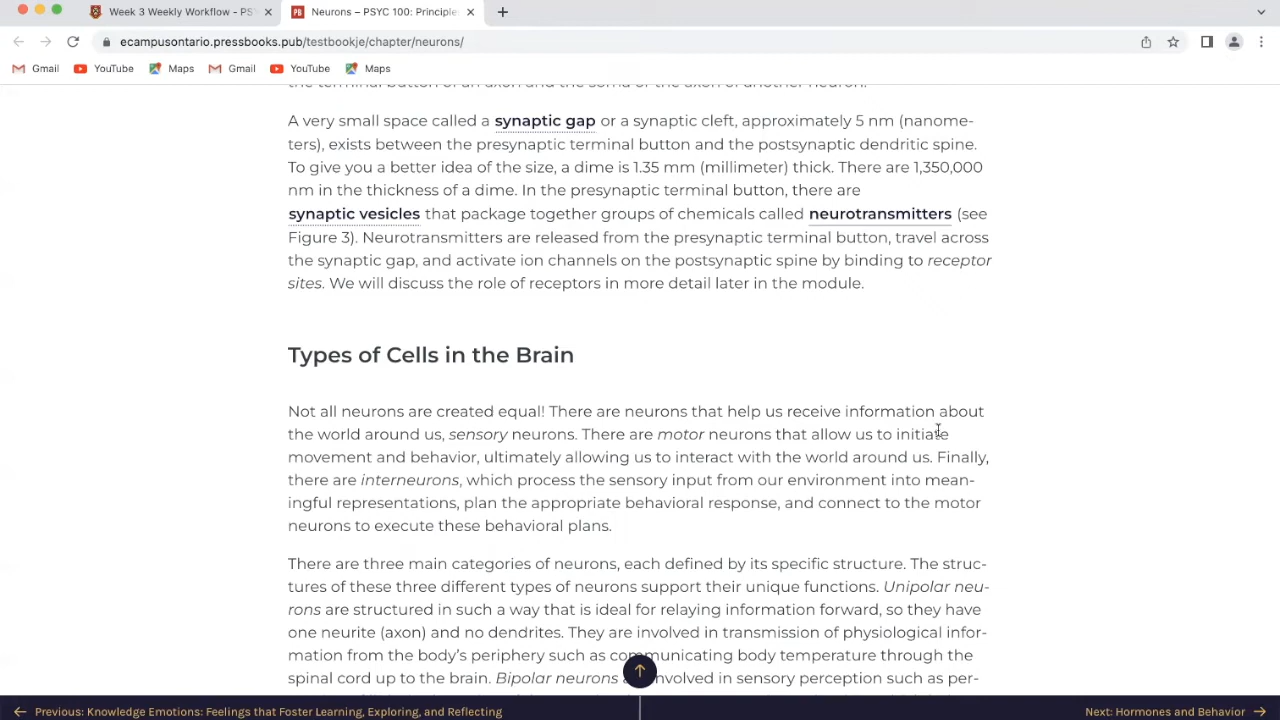 Week 3 Weekly Workflow - PS
Neurons – PSYC 100: Principle
ecampusontario.pressbooks.pub/testbookje/chapter/neurons/
Gmail YouTube Maps Gmail YouTube Maps
the terminal button of an axon and the soma or the axon of another neuron.
A very small space called a synaptic gap or a synaptic cleft, approximately 5 nm (nanome-
ters), exists between the presynaptic terminal button and the postsynaptic dendritic spine.
To give you a better idea of the size, a dime is 1.35 mm (millimeter) thick. There are 1,350,000
nm in the thickness of a dime. In the presynaptic terminal button, there are
synaptic vesicles that package together groups of chemicals called neurotransmitters (see
Figure 3). Neurotransmitters are released from the presynaptic terminal button, travel across
the synaptic gap, and activate ion channels on the postsynaptic spine by binding to receptor
sites. We will discuss the role of receptors in more detail later in the module.
Types of Cells in the Brain
Not all neurons are created equal! There are neurons that help us receive information about
the world around us, sensory neurons. There are motor neurons that allow us to initiate
movement and behavior, ultimately allowing us to interact with the world around us. Finally,
there are interneurons, which process the sensory input from our environment into mean-
ingful representations, plan the appropriate behavioral response, and connect to the motor
neurons to execute these behavioral plans.
There are three main categories of neurons, each defined by its specific structure. The struc-
tures of these three different types of neurons support their unique functions. Unipolar neu-
rons are structured in such a way that is ideal for relaying information forward, so they have
one neurite (axon) and no dendrites. They are involved in transmission of physiological infor-
mation from the body's periphery such as communicating body temperature through the
spinal cord up to the brain. Bipolar neurons involved in sensory perception such as per-
Previous: Knowledge Emotions: Feelings that Foster Learning, Exploring, and Reflecting
Next: Hormones and Behavior